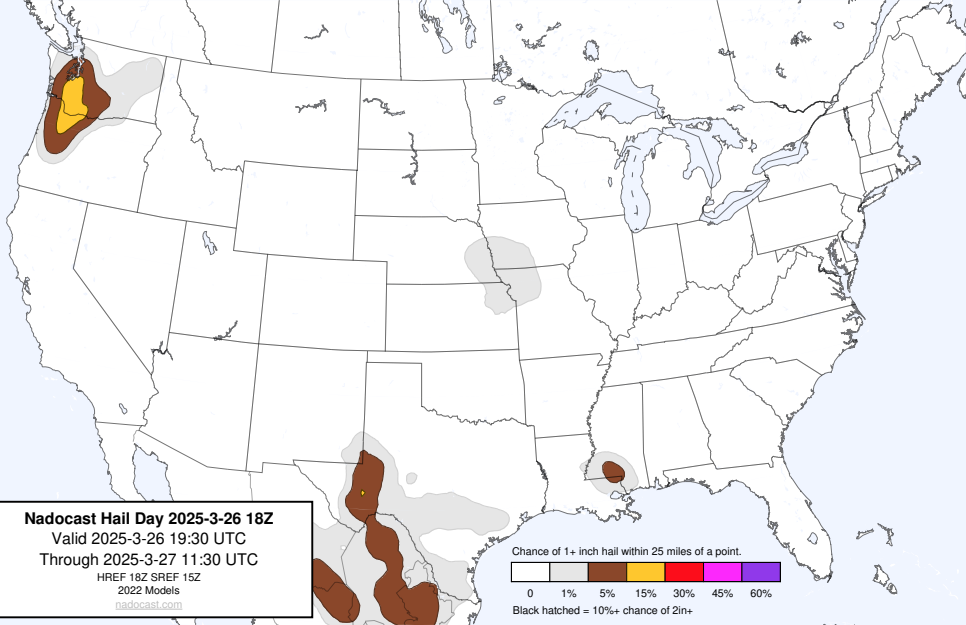 Nadocast Hail Day 2025-3-26 18Z
Valid 2025-3-26 19:30 UTC
Through 2025-3-27 11:30 UTC
HREF 18Z SREF 15Z
2022 Models
nadocast.com
Chance of 1+ inch hail within 25 miles of a point.
0 1% 5% 15% 30% 45% 60%
Black hatched = 10%+ chance of 2in+